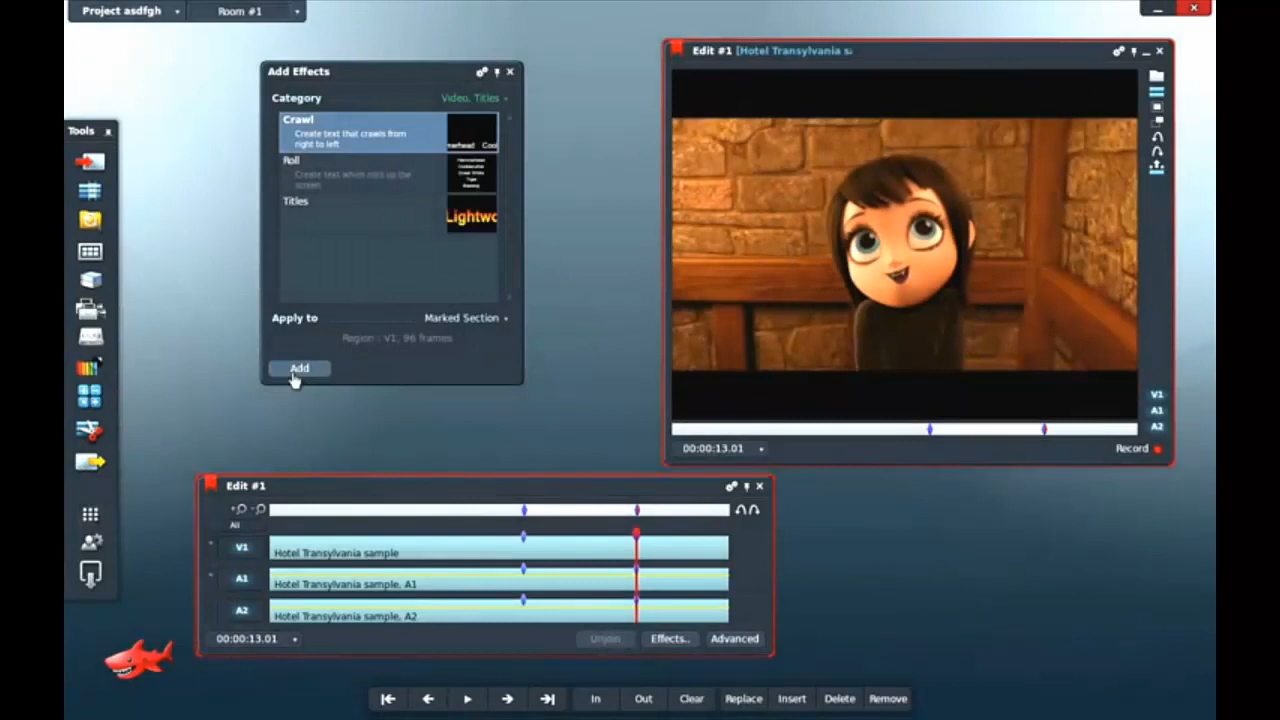 Project asdfgh
Room #1
Tools
Add Effects
Category
Video, Titles
Crawl
Create text that crawls from
right to left
merhead Coo
Roll
Create text which rolls up the
screen
Titles
Lightwo
Apply to
Marked Section
Region : V1, 96 frames
Add
Edit #1 [Hotel Transylvania s
V1
A1
A2
00:00:13.01
Record
Edit #1
All
V1
Hotel Transylvania sample
A1
Hotel Transylvania sample, A1
A2
Hotel Transylvania sample, A2
00:00:13.01
Unjoin
Effects..
Advanced
In
Out
Clear
Replace
Insert
Delete
Remove